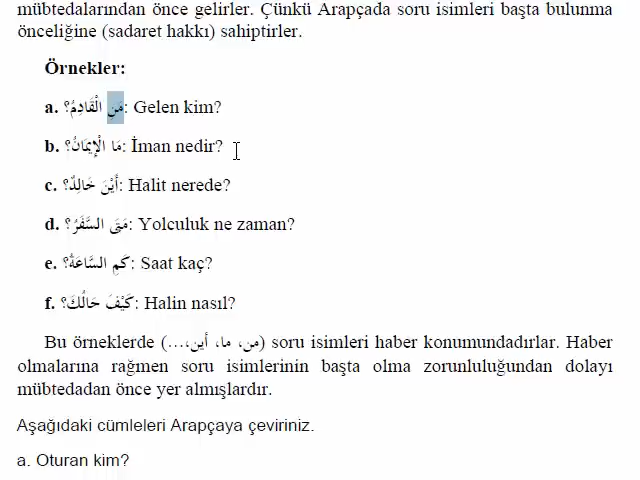 mübtedalarından önce gelirler. Çünkü Arapçada soru isimleri başta bulunma
önceliğine (sadaret hakkı) sahiptirler.
Örnekler:
a. مَنِ الْقَادِمُ؟: Gelen kim?
b. مَا الْإِيمَانُ؟: İman nedir?
c. أَيْنَ خَالِدٌ؟: Halit nerede?
d. مَتَى السَّفَرُ؟: Yolculuk ne zaman?
e. كَمِ السَّاعَةُ؟: Saat kaç?
f. كَيْفَ حَالُكَ؟: Halin nasıl?
Bu örneklerde (من، ما، أين،…) soru isimleri haber konumundadırlar. Haber
olmalarına rağmen soru isimlerinin başta olma zorunluluğundan dolayı
mübtedadan önce yer almışlardır.
Aşağıdaki cümleleri Arapçaya çeviriniz.
a. Oturan kim?